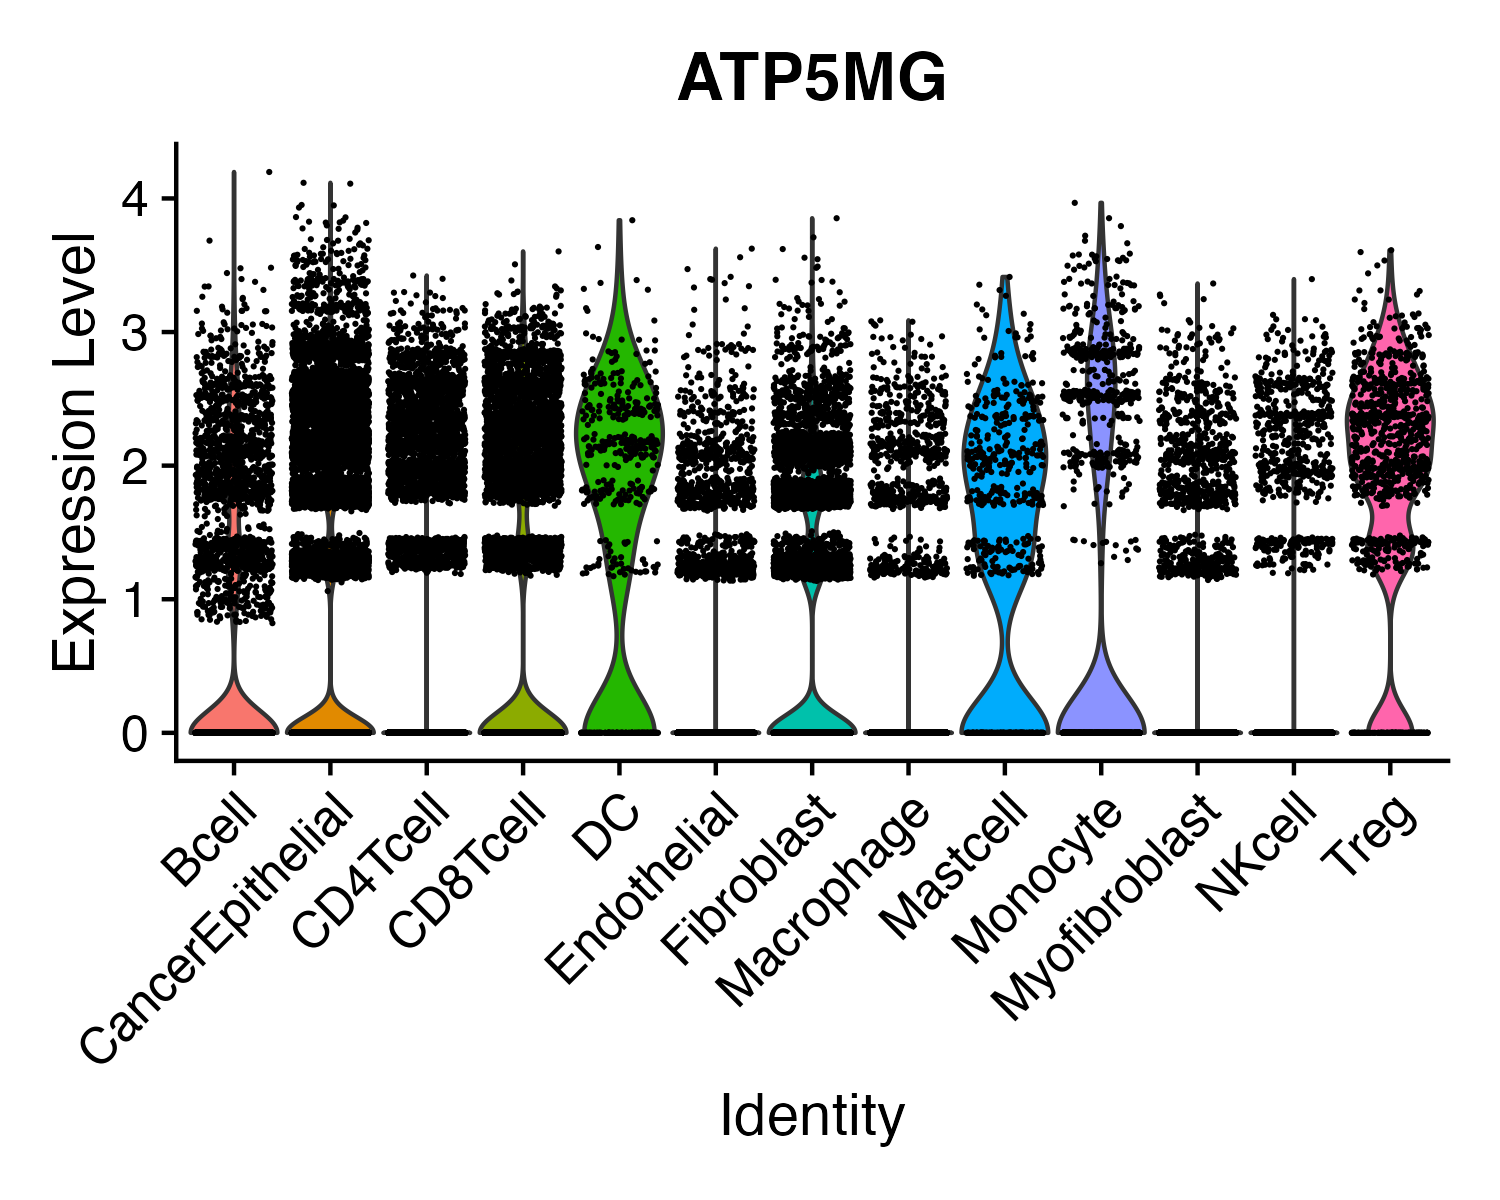 ATP5MG
Expression Level
4
3
2
1
0
Bcell
CancerEpithelial
CD4Tcell
CD8Tcell
DC
Endothelial
Fibroblast
Macrophage
Mastcell
Monocyte
Myofibroblast
NKcell
Treg
Identity